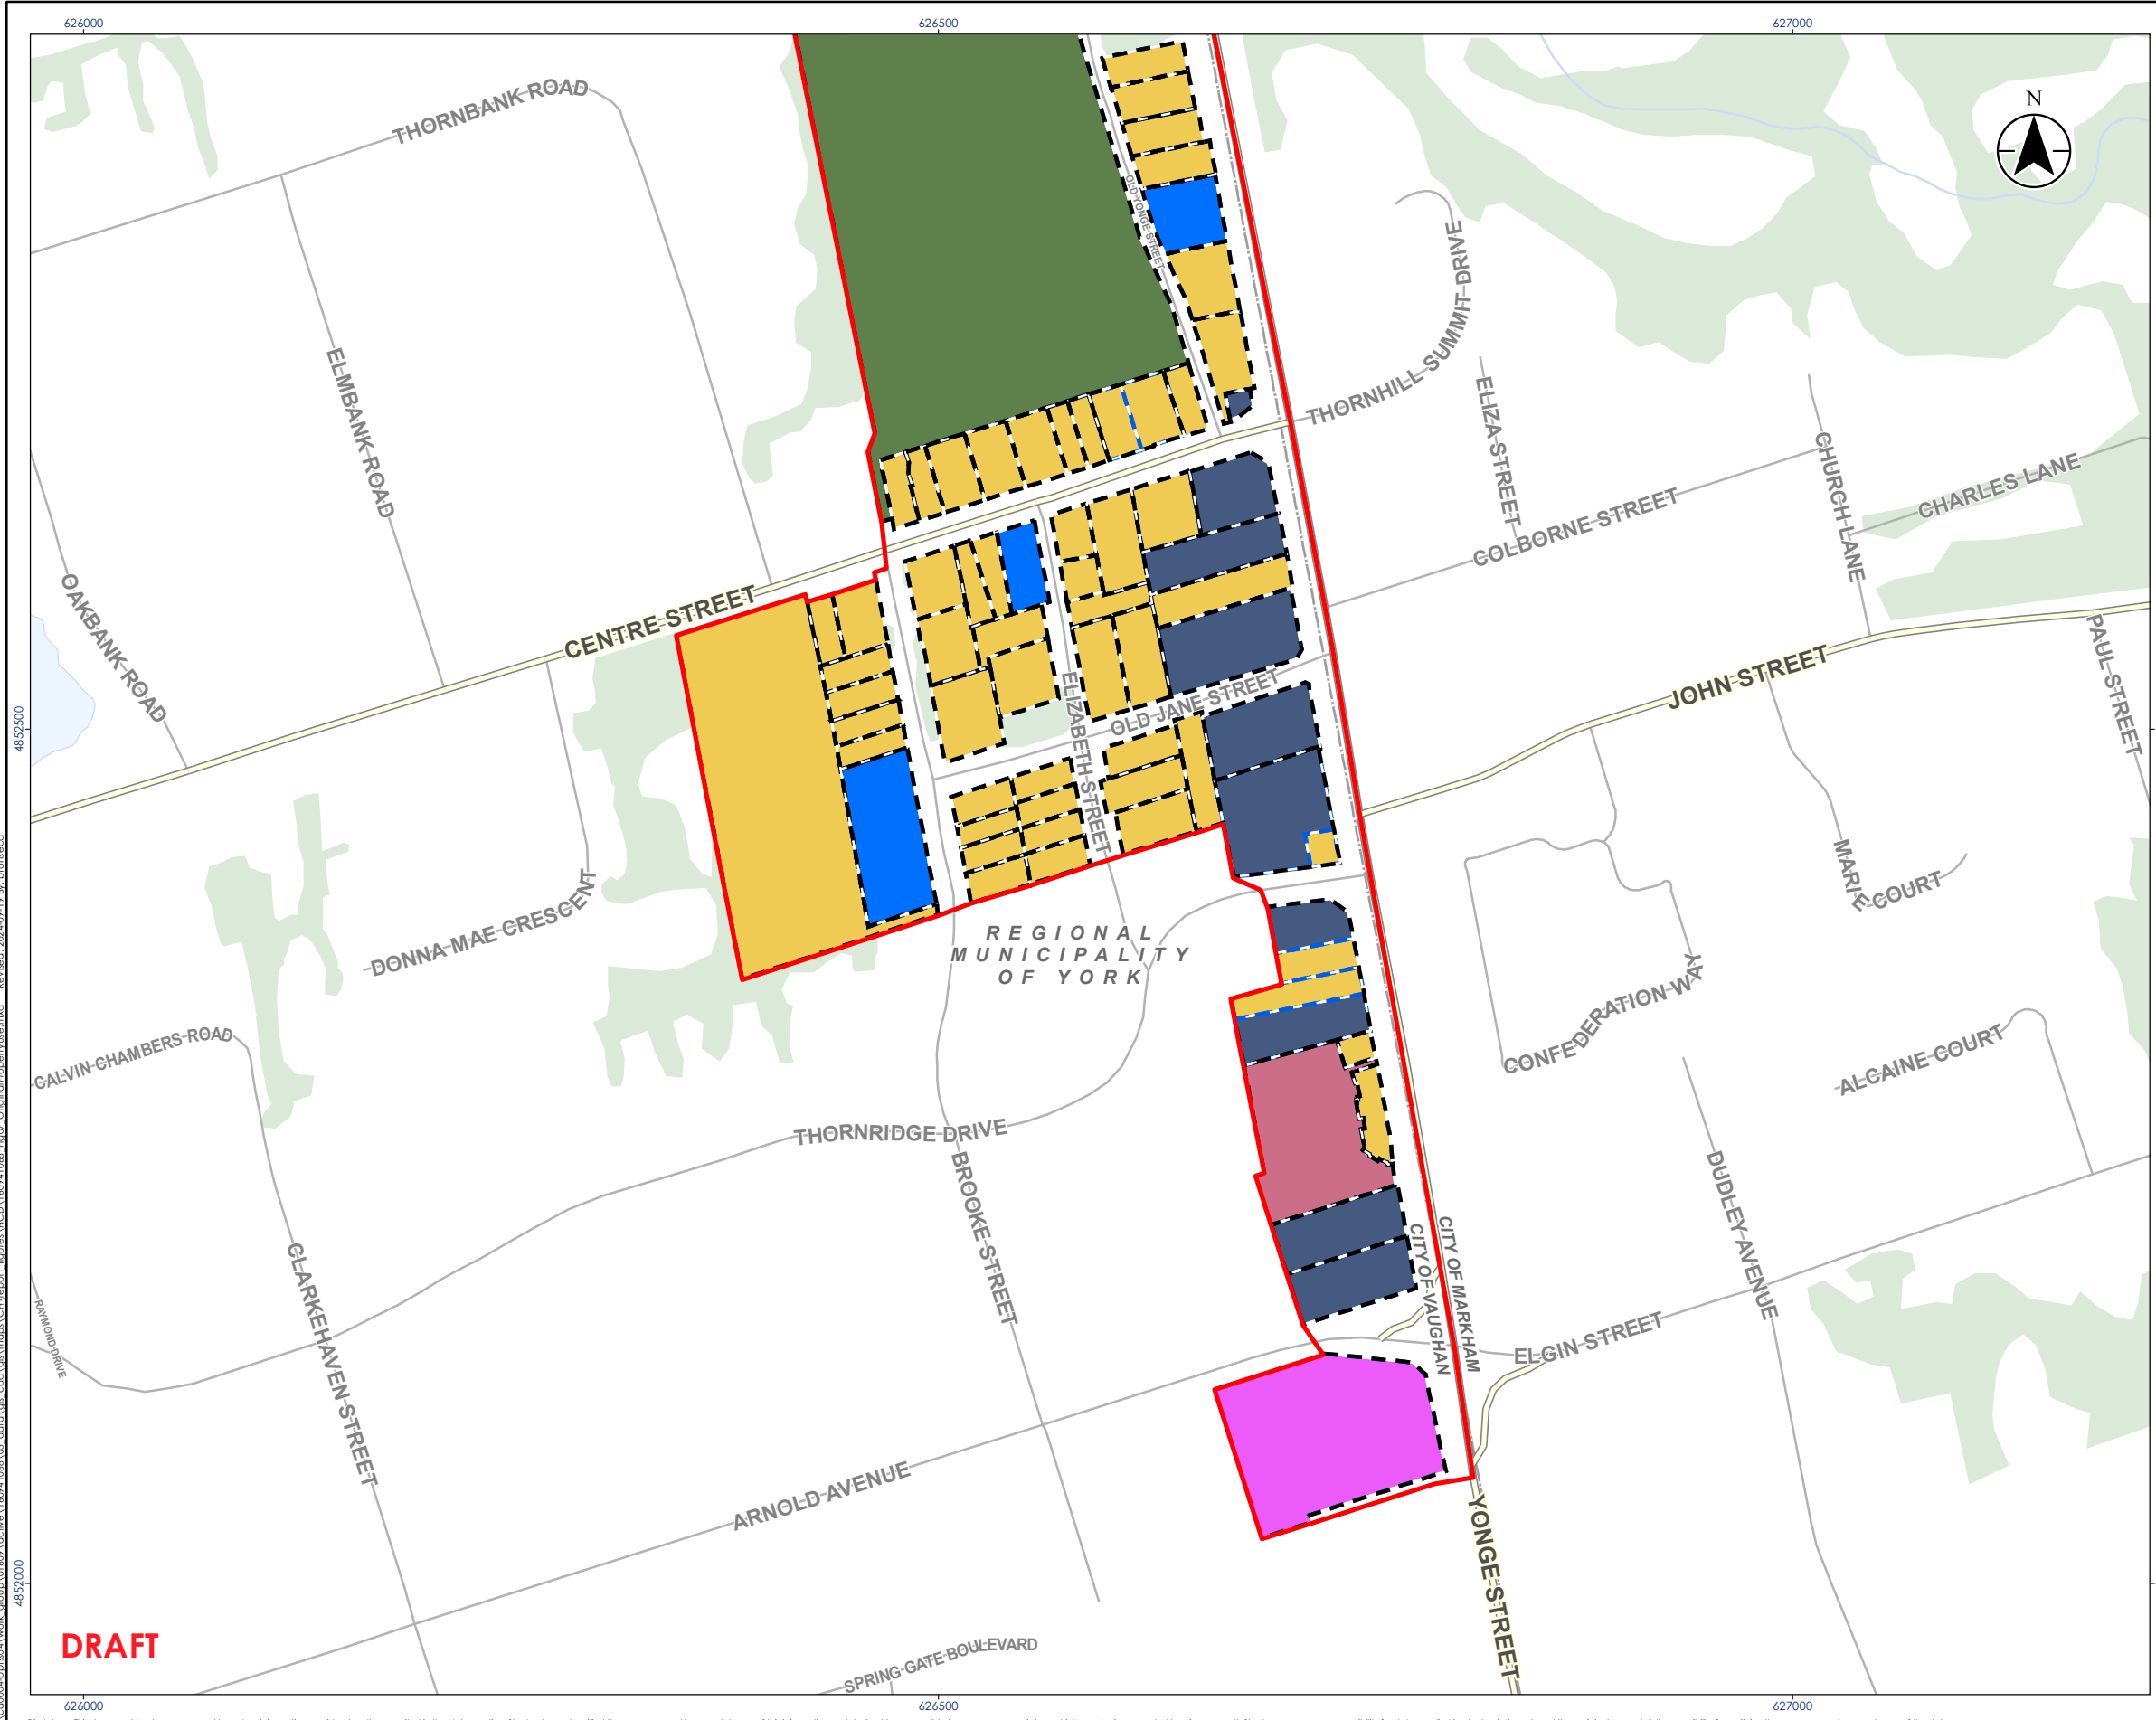 626000
626500
627000
N
THORNBANK ROAD
OLD YONGE STREET
THORNHILL SUMMIT DRIVE
ELMBANK ROAD
ELIZA STREET
CHURCH LANE
CHARLES LANE
COLBORNE STREET
OAKBANK ROAD
CENTRE STREET
PAUL STREET
JOHN STREET
ELIZABETH STREET
OLD JANE STREET
4852500
MARIE COURT
DONNA MAE CRESCENT
REGIONAL
MUNICIPALITY
OF YORK
CONFEDERATION WAY
CALVIN CHAMBERS ROAD
ALCAINE COURT
THORNRIDGE DRIVE
BROOKE STREET
DUDLEY AVENUE
CLARKEHAVEN STREET
RAYMOND DRIVE
CITY OF VAUGHAN
CITY OF MARKHAM
ELGIN STREET
ARNOLD AVENUE
YONGE STREET
4852000
DRAFT
SPRING GATE BOULEVARD
626000
626500
627000